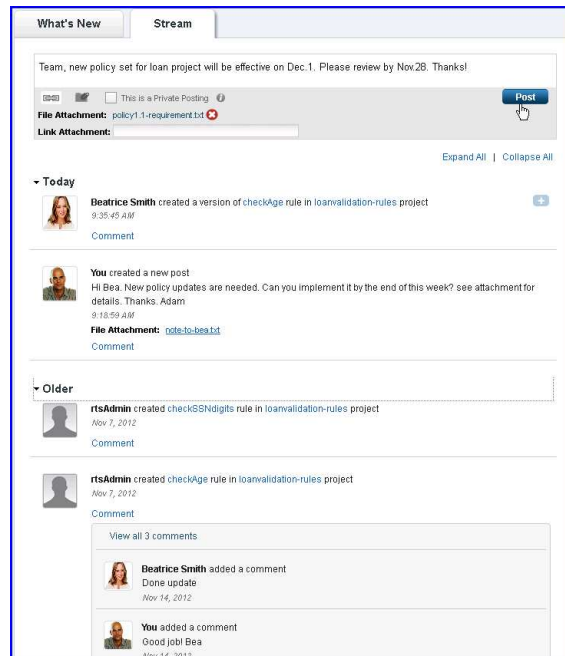 What's New
Stream
Team, new policy set for loan project will be effective on Dec.1. Please review by Nov.28. Thanks!
This is a Private Posting
Post
File Attachment: policy1.1-requirement.txt
Link Attachment:
Expand All | Collapse All
Today
Beatrice Smith created a version of checkAge rule in loanvalidation-rules project
9:35:45 AM
Comment
You created a new post
Hi Bea. New policy updates are needed. Can you implement it by the end of this week? see attachment for
details. Thanks. Adam
9:18:59 AM
File Attachment: note-to-bea.txt
Comment
Older
rtsAdmin created checkSSNdigits rule in loanvalidation-rules project
Nov 7, 2012
Comment
rtsAdmin created checkAge rule in loanvalidation-rules project
Nov 7, 2012
Comment
View all 3 comments
Beatrice Smith added a comment
Done update
Nov 14, 2012
You added a comment
Good job! Bea
Nov 14, 2012